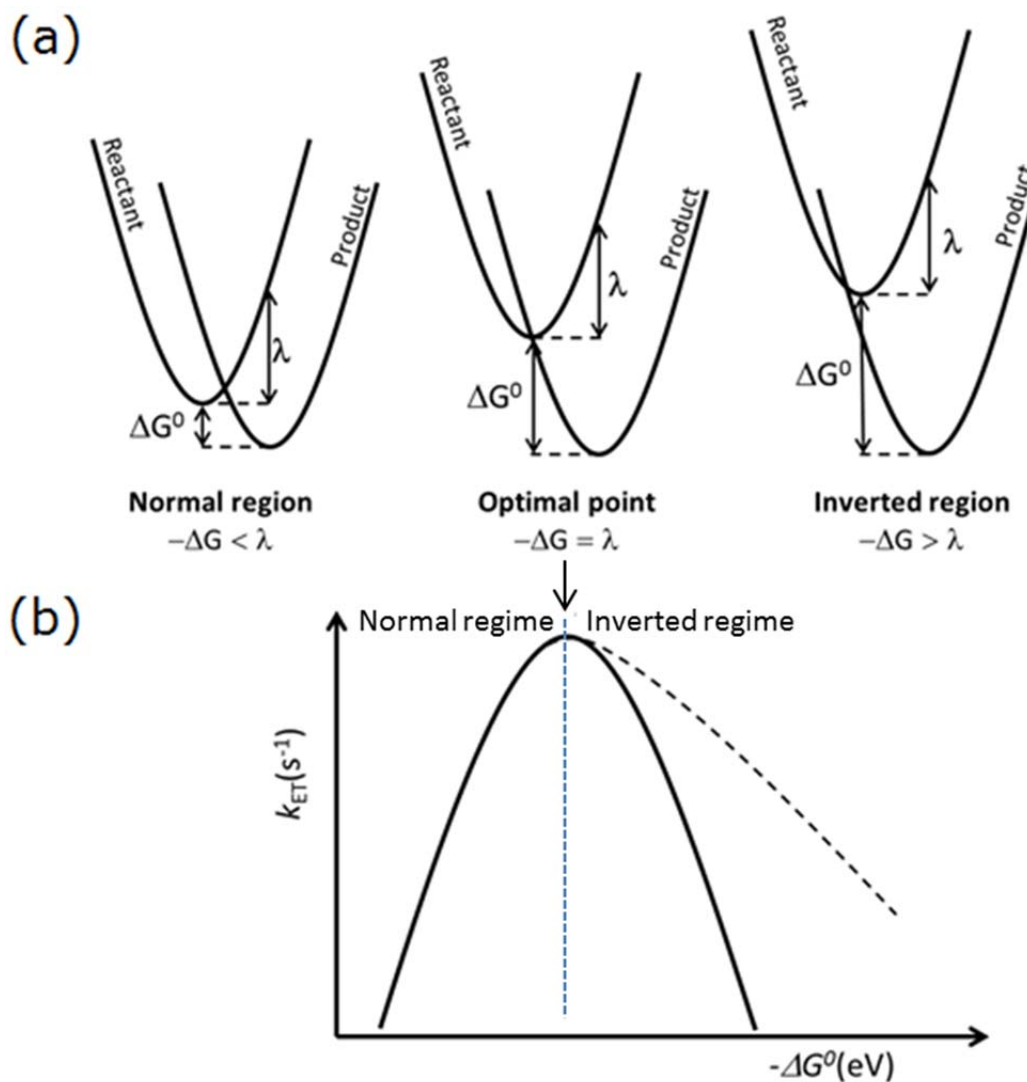 (a)
Reactant
Product
ΔG⁰
λ
Normal region
−ΔG < λ
Reactant
Product
ΔG⁰
λ
Optimal point
−ΔG = λ
Reactant
Product
ΔG⁰
λ
Inverted region
−ΔG > λ
(b)
Normal regime
Inverted regime
kET(s⁻¹)
-ΔG⁰(eV)